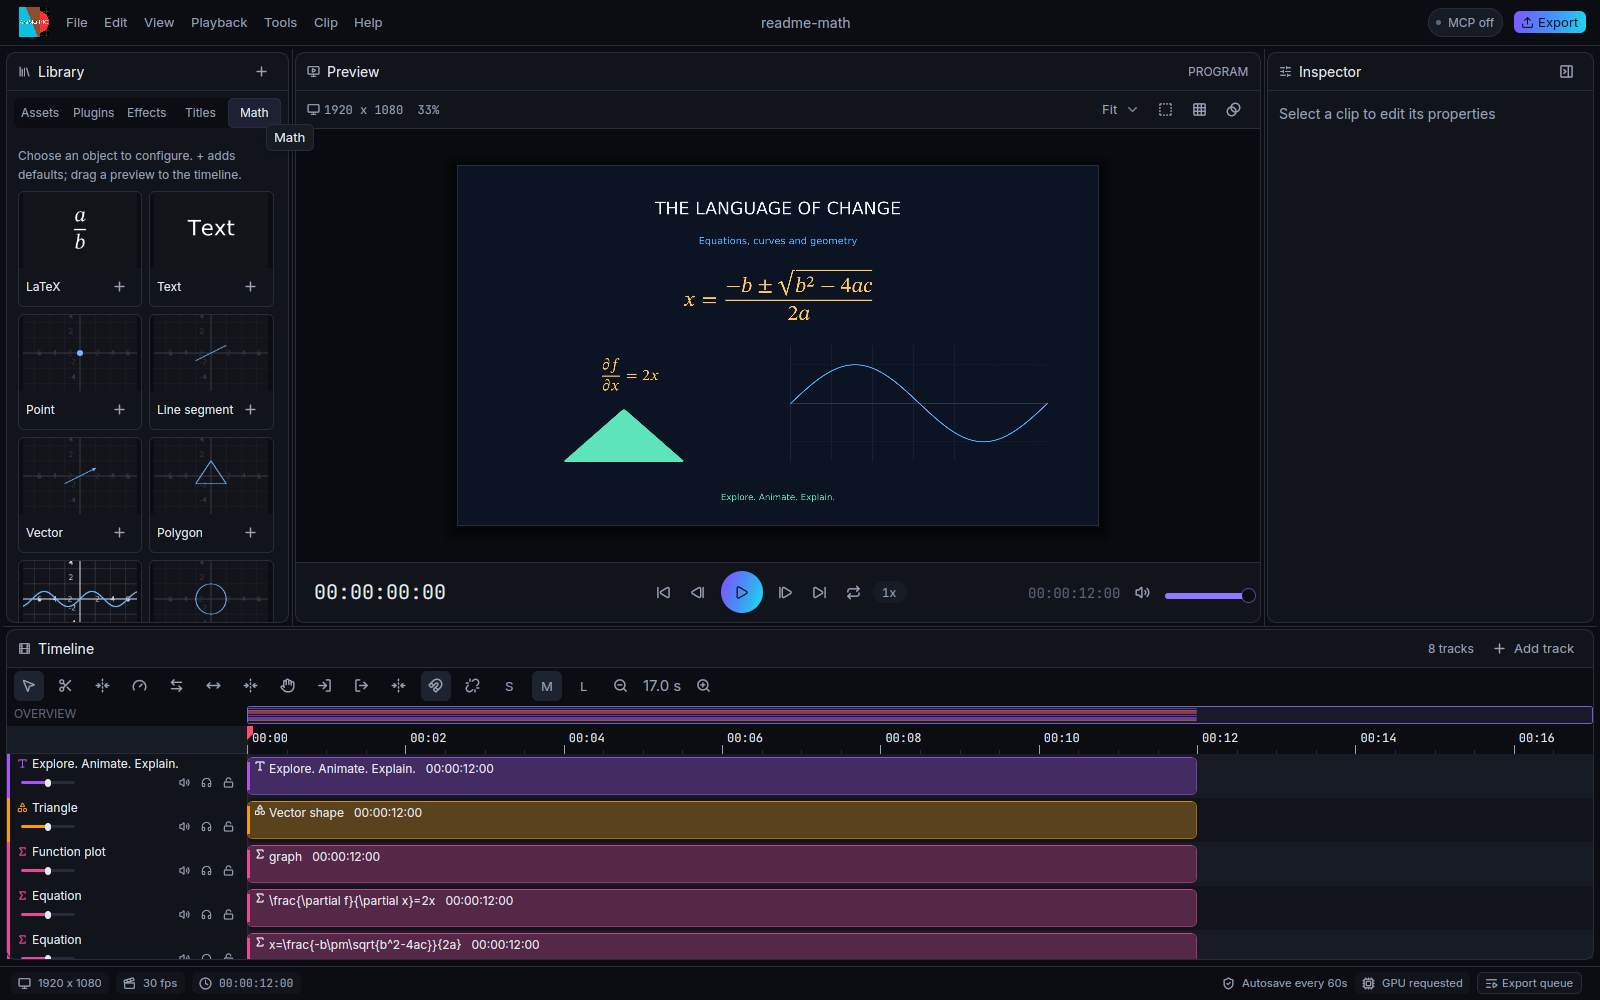 File Edit View Playback Tools Clip Help
readme-math
MCP off
Export
Library
Assets Plugins Effects Titles Math
Math
Choose an object to configure. + adds
defaults; drag a preview to the timeline.
a
b
LaTeX
Text
Text
Point
Line segment
Vector
Polygon
Preview
PROGRAM
1920 x 1080 33%
Fit
THE LANGUAGE OF CHANGE
Equations, curves and geometry
x = \frac{-b ± \sqrt{b² − 4ac}}{2a}
\frac{∂f}{∂x} = 2x
Explore. Animate. Explain.
00:00:00:00
1x
00:00:12:00
Inspector
Select a clip to edit its properties
Timeline
8 tracks
Add track
S M L 17.0 s
OVERVIEW
00:00 00:02 00:04 00:06 00:08 00:10 00:12 00:14 00:16
Explore. Animate. Explain.
Explore. Animate. Explain. 00:00:12:00
Triangle
Vector shape 00:00:12:00
Function plot
graph 00:00:12:00
Equation
\frac{\partial f}{\partial x}=2x 00:00:12:00
Equation
x=\frac{-b\pm\sqrt{b^2-4ac}}{2a} 00:00:12:00
1920 x 1080
30 fps
00:00:12:00
Autosave every 60s
GPU requested
Export queue